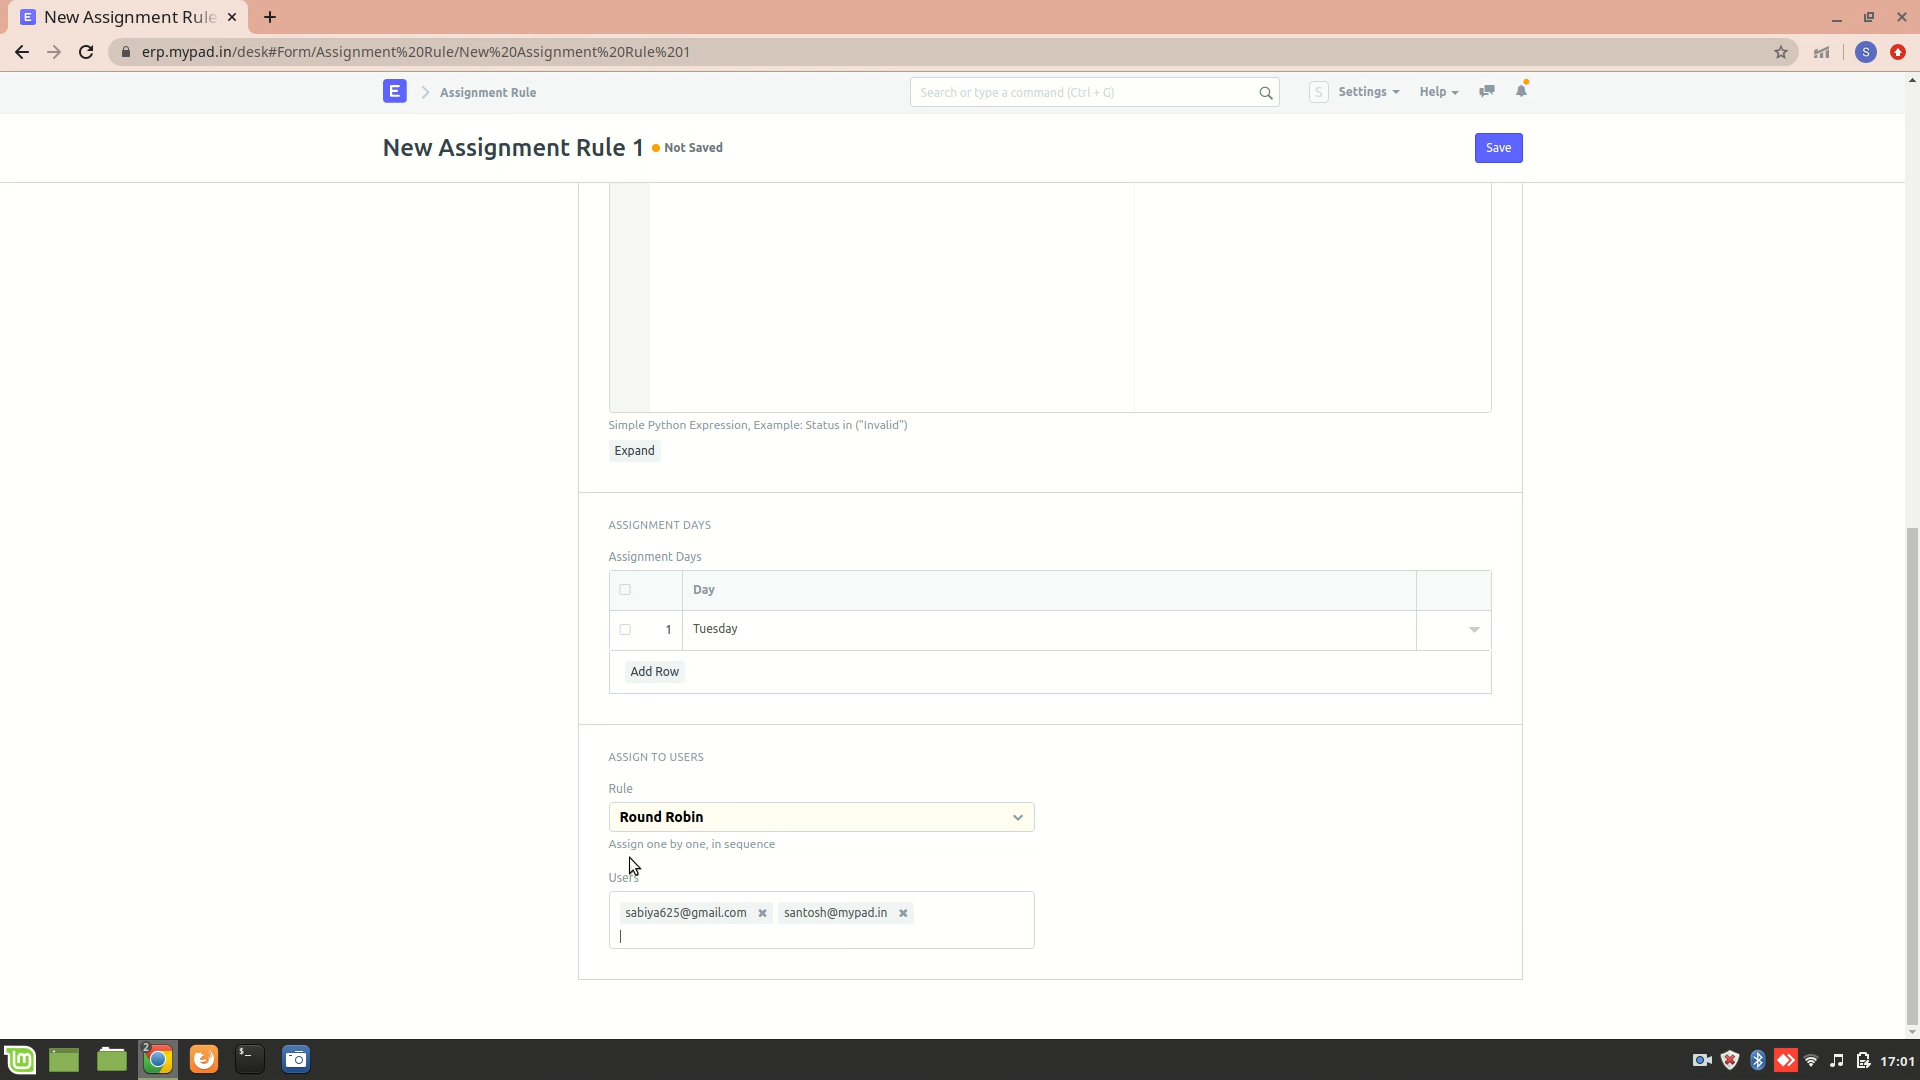 New Assignment Rule
erp.mypad.in/desk#Form/Assignment%20Rule/New%20Assignment%20Rule%201
S
E
Assignment Rule
Search or type a command (Ctrl + G)
S
Settings
Help
New Assignment Rule 1
Not Saved
Save
Simple Python Expression, Example: Status in ("Invalid")
Expand
ASSIGNMENT DAYS
Assignment Days
Day
1 Tuesday
Add Row
ASSIGN TO USERS
Rule
Round Robin
Assign one by one, in sequence
Users
sabiya625@gmail.com santosh@mypad.in
2
17:01